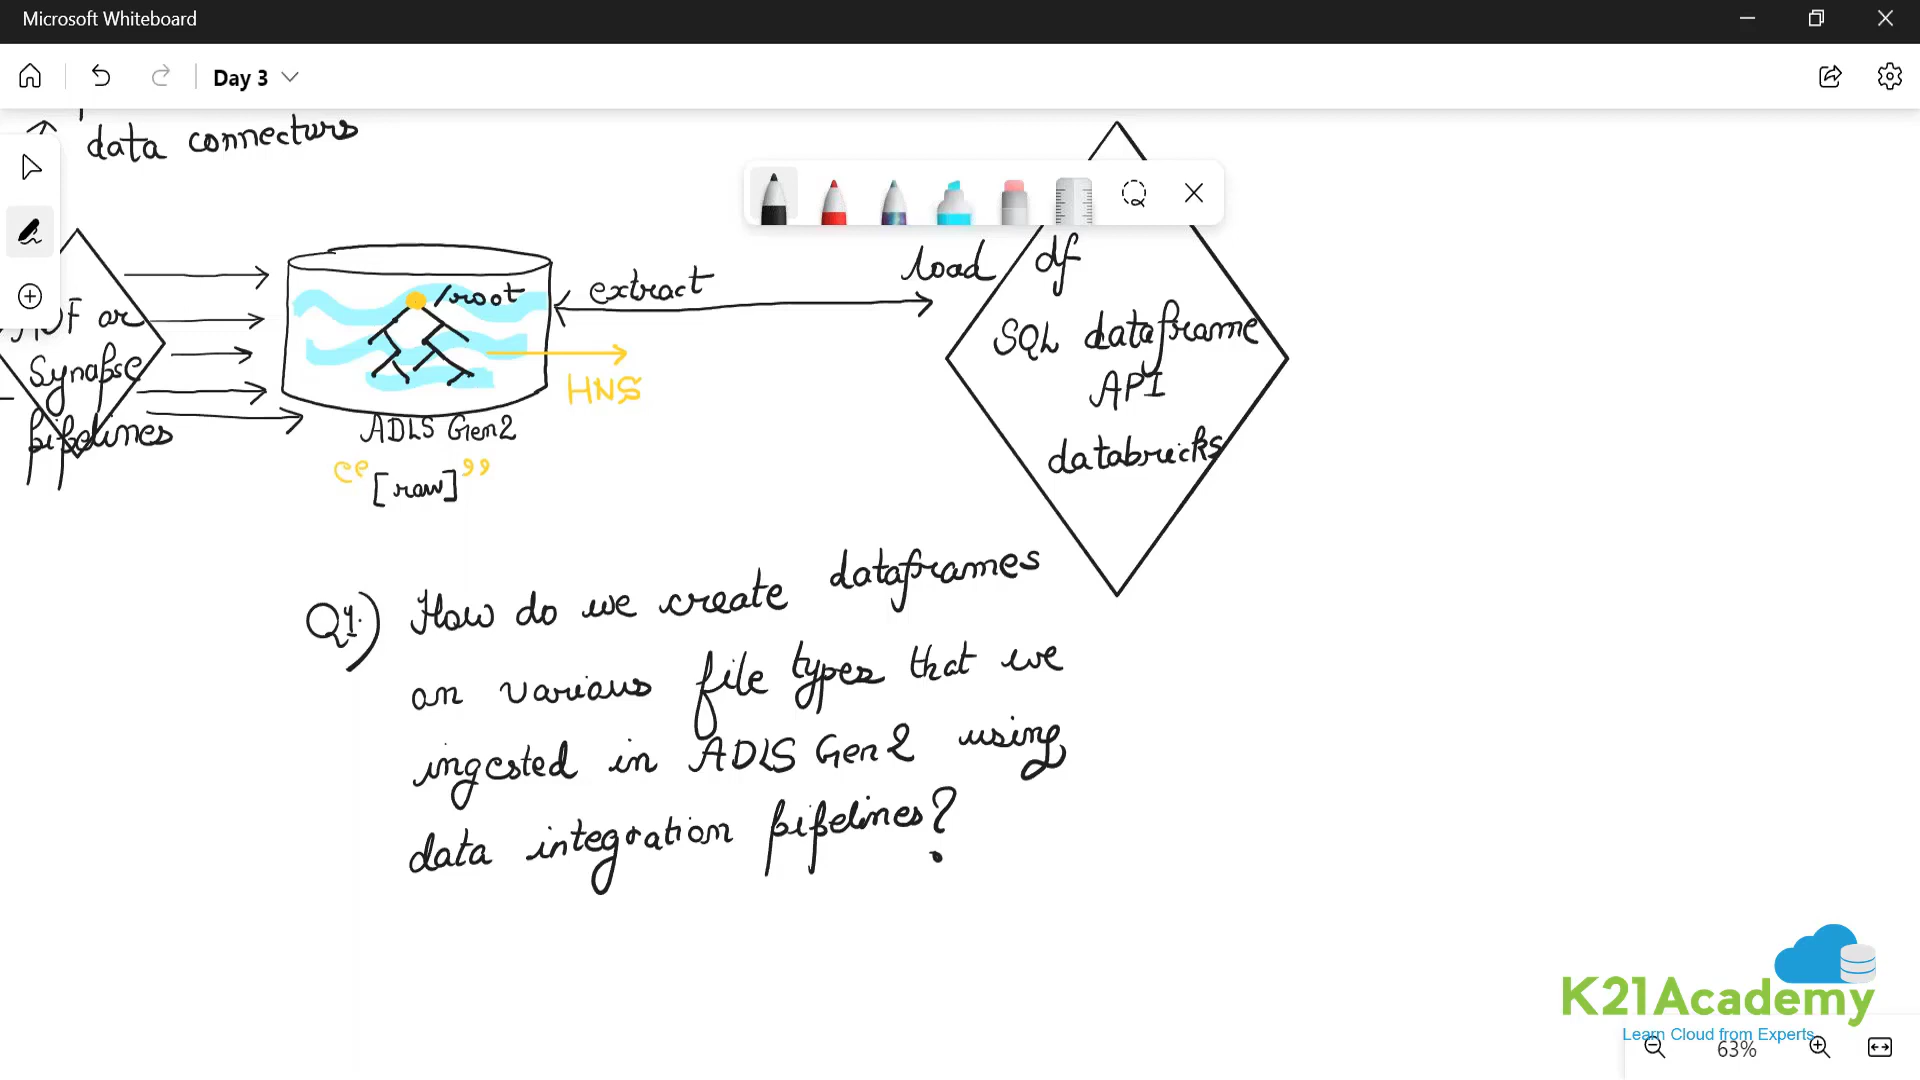 Microsoft Whiteboard
Day 3
data connectors
ADF or
Synapse
pipelines
/root
HNS
ADLS Gen2
"[raw]"
extract
load
df
SQL dataframe
API
databricks
Q1.) How do we create dataframes
on various file types that we
ingested in ADLS Gen2 using
data integration pipelines?
K21Academy
Learn Cloud from Experts
63%